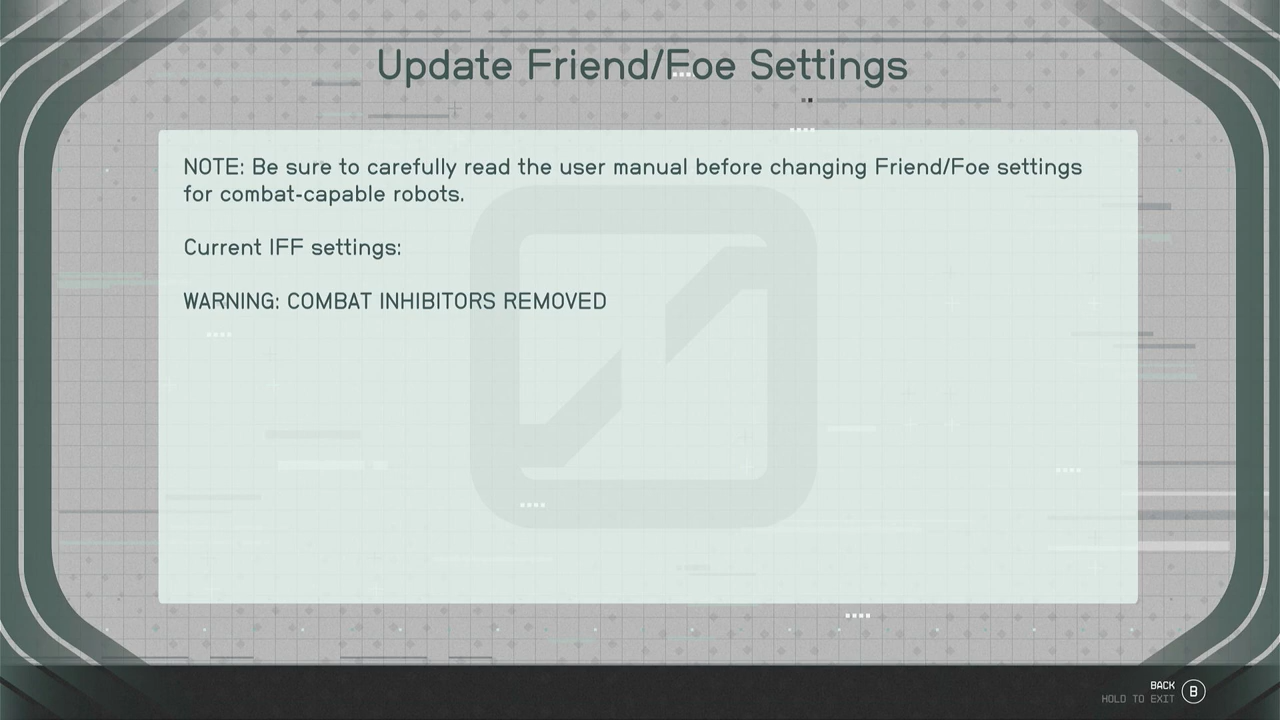 Update Friend/Foe Settings
NOTE: Be sure to carefully read the user manual before changing Friend/Foe settings
for combat-capable robots.
Current IFF settings:
WARNING: COMBAT INHIBITORS REMOVED
BACK
HOLD TO EXIT
B